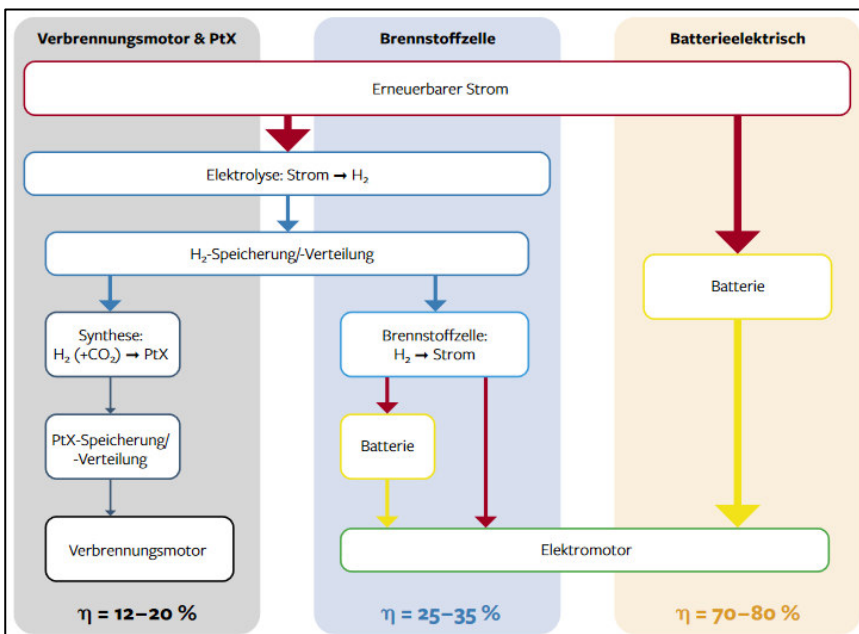 Verbrennungsmotor & PtX
Brennstoffzelle
Batterieelektrisch
Erneuerbarer Strom
Elektrolyse: Strom → H₂
H₂-Speicherung/-Verteilung
Batterie
Synthese:
H₂ (+CO₂) → PtX
Brennstoffzelle:
H₂ → Strom
PtX-Speicherung/
-Verteilung
Batterie
Verbrennungsmotor
Elektromotor
η = 12–20 %
η = 25–35 %
η = 70–80 %